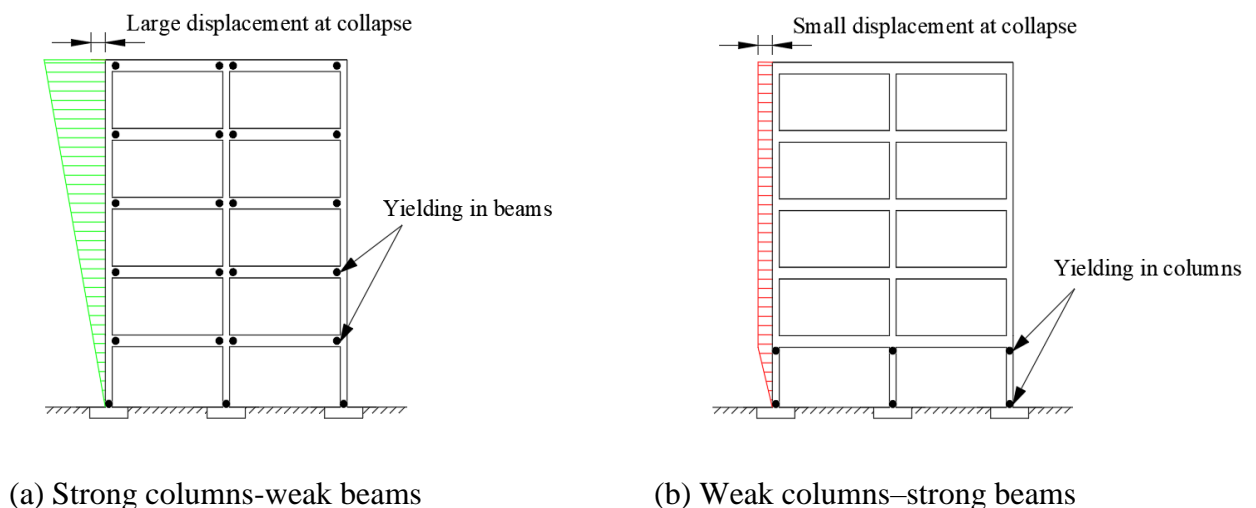 Large displacement at collapse
Small displacement at collapse
Yielding in beams
Yielding in columns
(a) Strong columns-weak beams
(b) Weak columns–strong beams